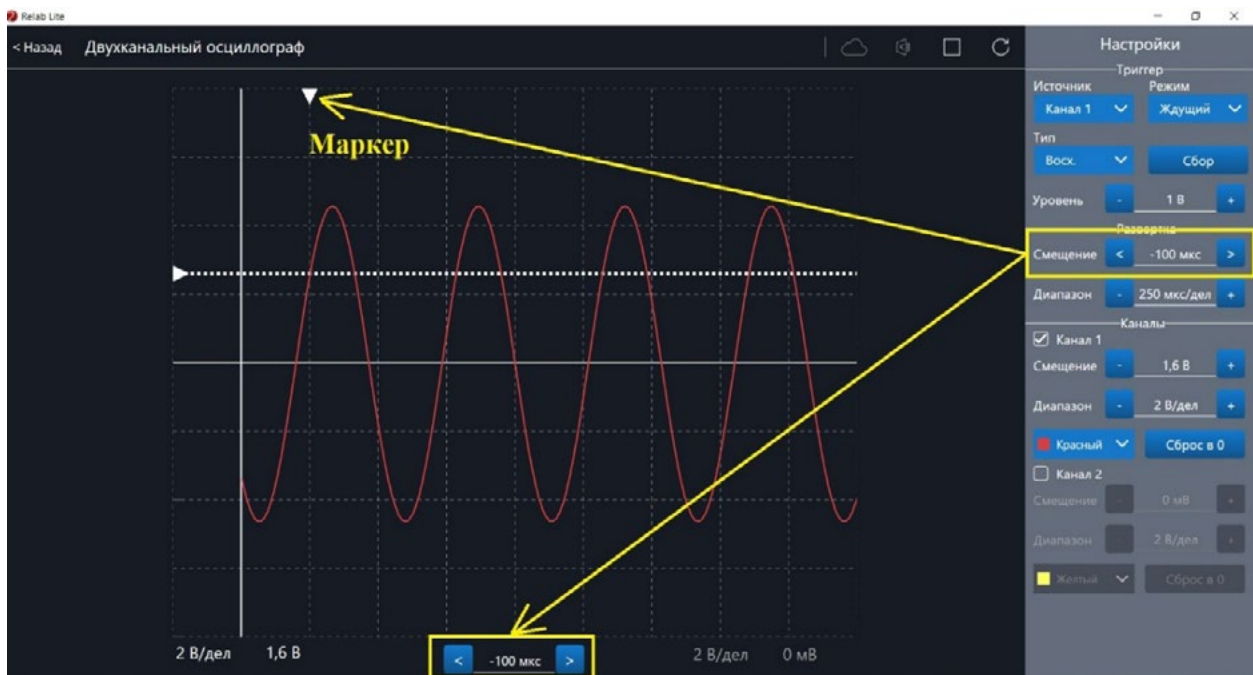 Relab Lite
< Назад Двухканальный осциллограф
Настройки
Триггер
Источник Режим
Канал 1 Ждущий
Тип
Восх. Сбор
Уровень - 1 В +
Развертка
Смещение < -100 мкс >
Диапазон - 250 мкс/дел +
Каналы
Канал 1
Смещение - 1,6 В +
Диапазон - 2 В/дел +
Красный Сброс в 0
Канал 2
Смещение - 0 мВ +
Диапазон - 2 В/дел +
Желтый Сброс в 0
Маркер
2 В/дел 1,6 В < -100 мкс > 2 В/дел 0 мВ